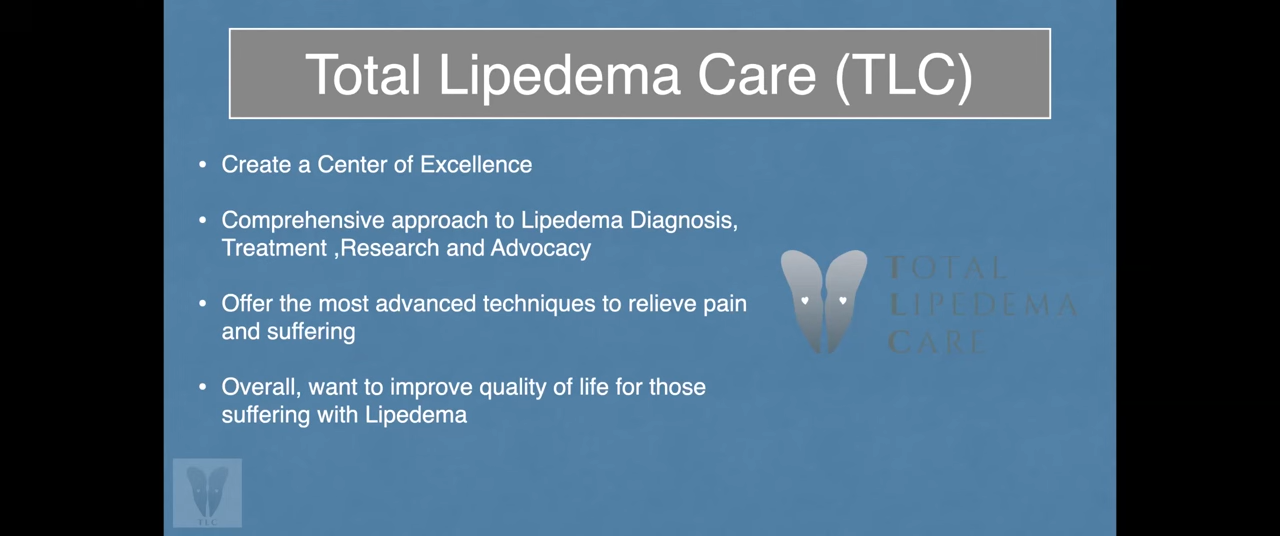 Total Lipedema Care (TLC)
• Create a Center of Excellence
• Comprehensive approach to Lipedema Diagnosis,
Treatment ,Research and Advocacy
• Offer the most advanced techniques to relieve pain
and suffering
• Overall, want to improve quality of life for those
suffering with Lipedema
TOTAL
LIPEDEMA
CARE
TLC